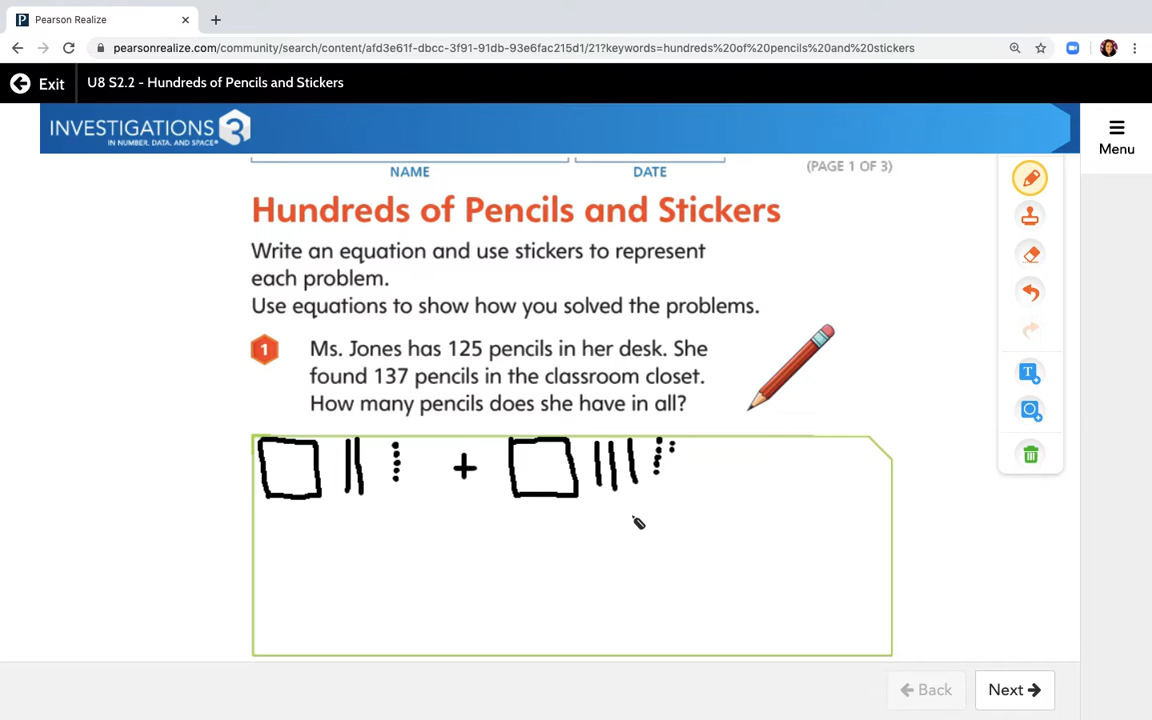 Pearson Realize
pearsonrealize.com/community/search/content/afd3e61f-dbcc-3f91-91db-93e6fac215d1/21?keywords=hundreds%20of%20pencils%20and%20stickers
Exit
U8 S2.2 - Hundreds of Pencils and Stickers
INVESTIGATIONS 3
IN NUMBER, DATA, AND SPACE®
Menu
NAME
DATE
(PAGE 1 OF 3)
Hundreds of Pencils and Stickers
Write an equation and use stickers to represent
each problem.
Use equations to show how you solved the problems.
1
Ms. Jones has 125 pencils in her desk. She
found 137 pencils in the classroom closet.
How many pencils does she have in all?
+
Back
Next